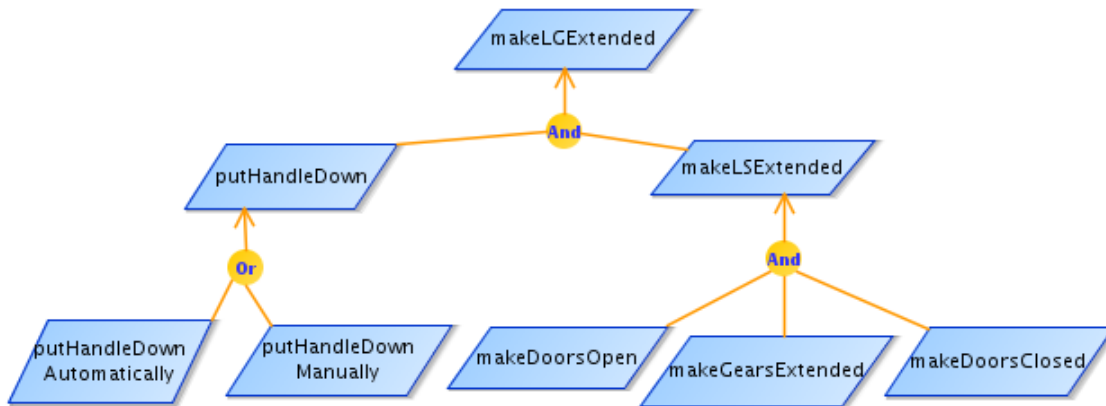 makeLGExtended
And
putHandleDown
makeLSExtended
Or
And
putHandleDown
Automatically
putHandleDown
Manually
makeDoorsOpen
makeGearsExtended
makeDoorsClosed